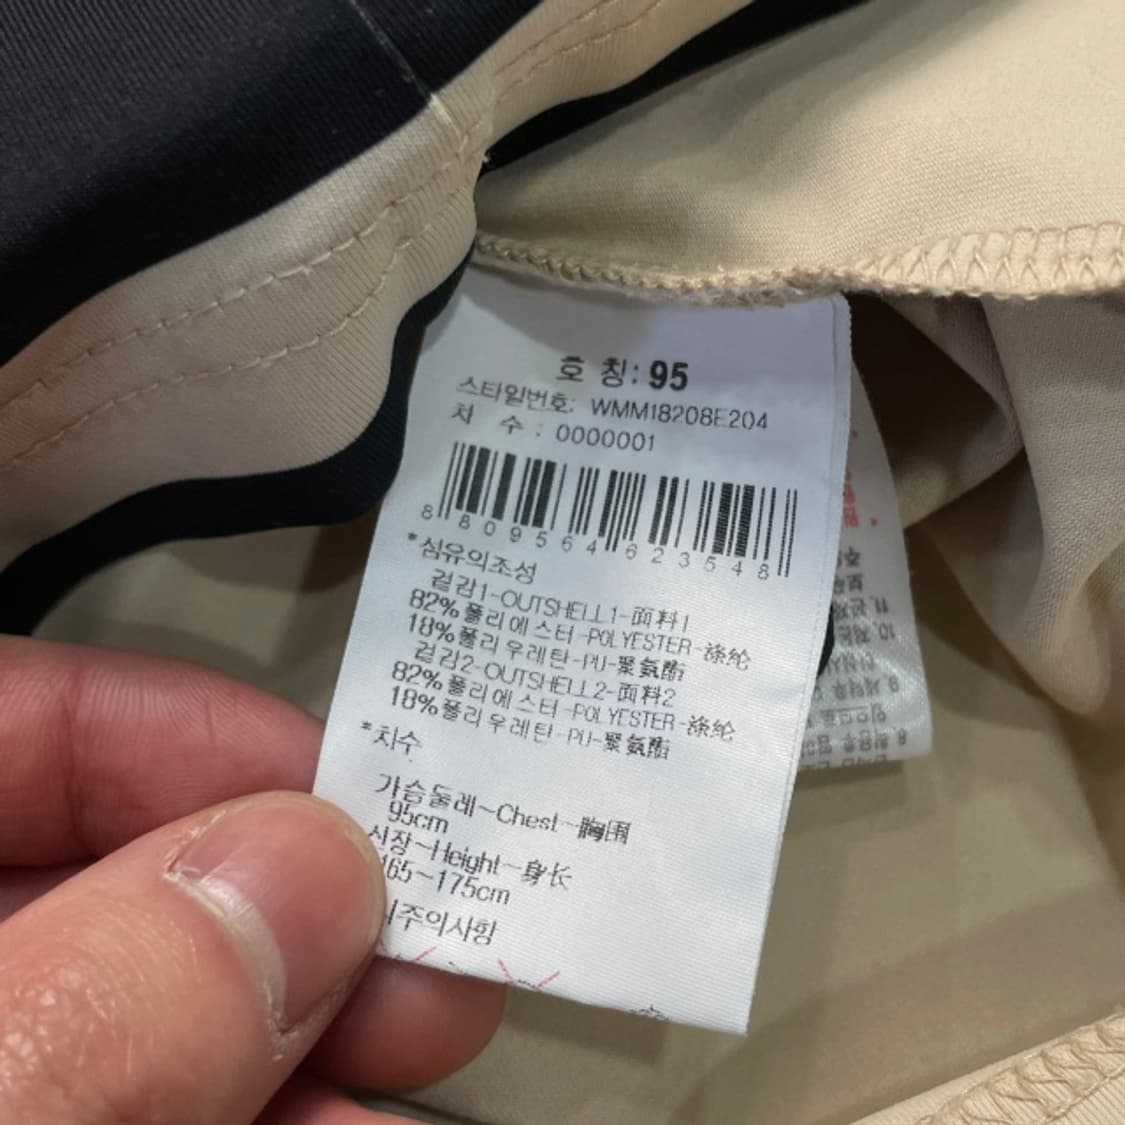 호 칭: 95
스타일번호: WMM18208E204
차 수 : 0000001
8 809564 623548
*섬유의조성
겉감1-OUTSHELL1-面料1
82%폴리에스터-POLYESTER-涤纶
18%폴리우레탄-PU-聚氨酯
겉감2-OUTSHELL2-面料2
82%폴리에스터-POLYESTER-涤纶
18%폴리우레탄-PU-聚氨酯
*치수
가슴둘레-Chest-胸围
95cm
신장-Height-身长
165~175cm
주의사항